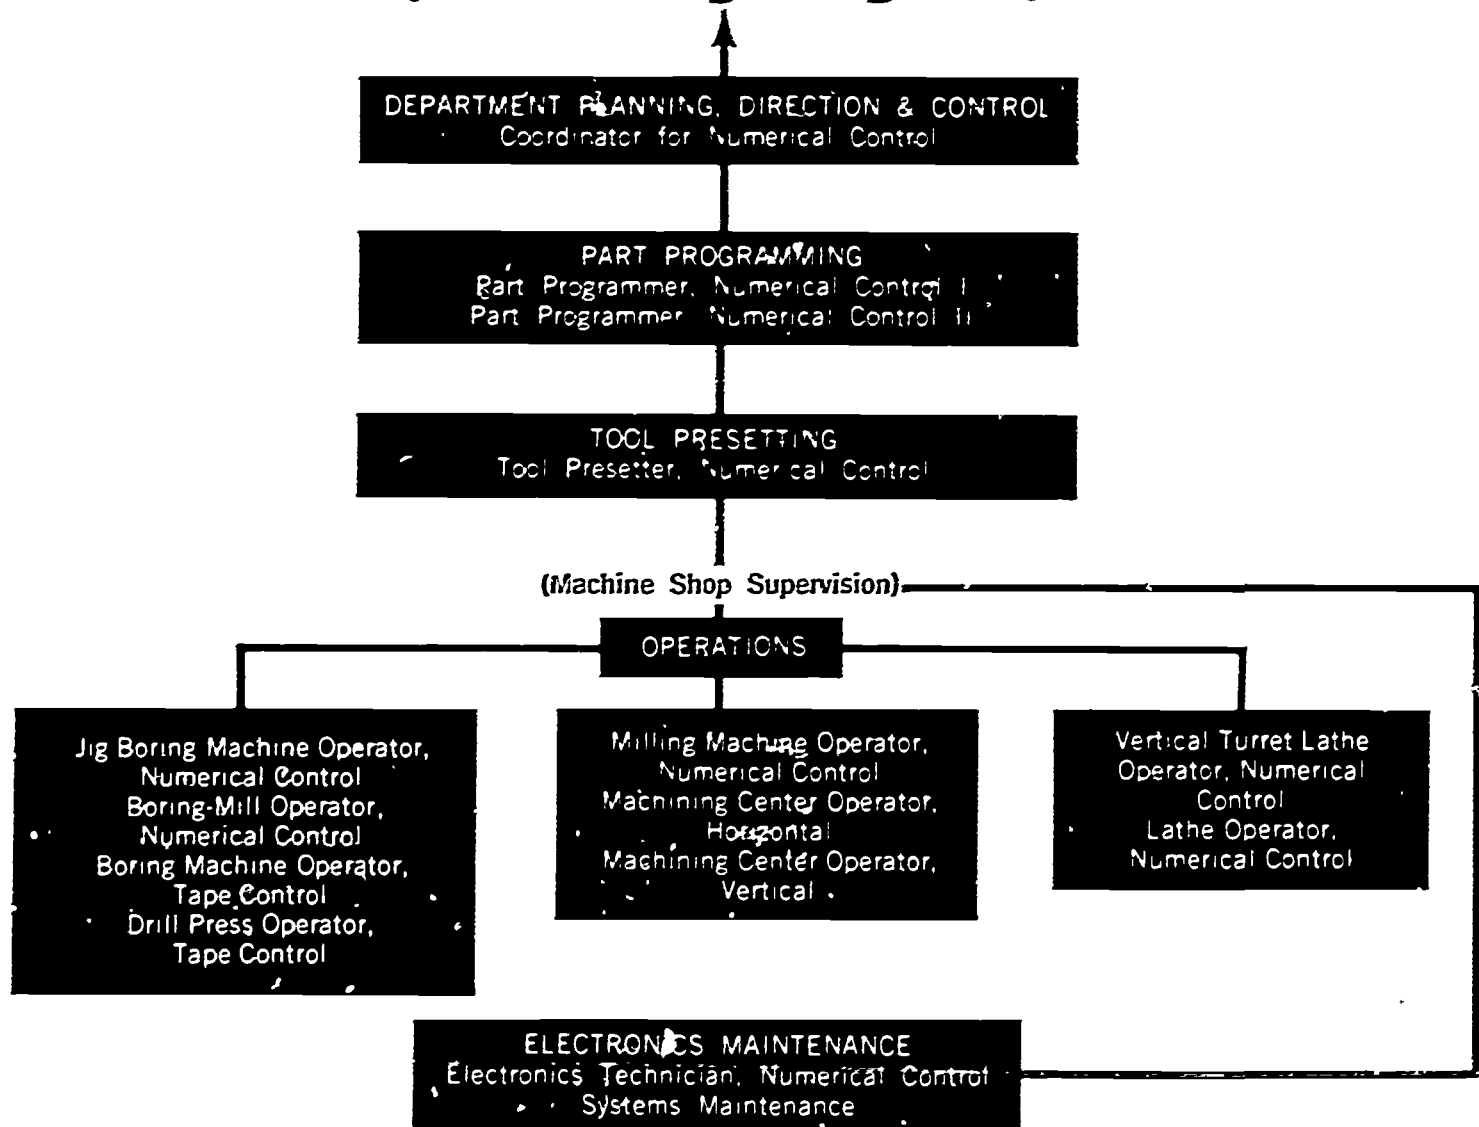 DEPARTMENT PLANNING, DIRECTION & CONTROL
Coordinator for Numerical Control
PART PROGRAMMING
Part Programmer, Numerical Control I
Part Programmer Numerical Control II
TOOL PRESETTING
Tool Presetter, Numerical Control
(Machine Shop Supervision)
OPERATIONS
Jig Boring Machine Operator,
Numerical Control
Boring-Mill Operator,
Numerical Control
Boring Machine Operator,
Tape Control
Drill Press Operator,
Tape Control
Milling Machine Operator,
Numerical Control
Machining Center Operator,
Horizontal
Machining Center Operator,
Vertical
Vertical Turret Lathe
Operator, Numerical
Control
Lathe Operator,
Numerical Control
ELECTRONICS MAINTENANCE
Electronics Technician, Numerical Control
Systems Maintenance